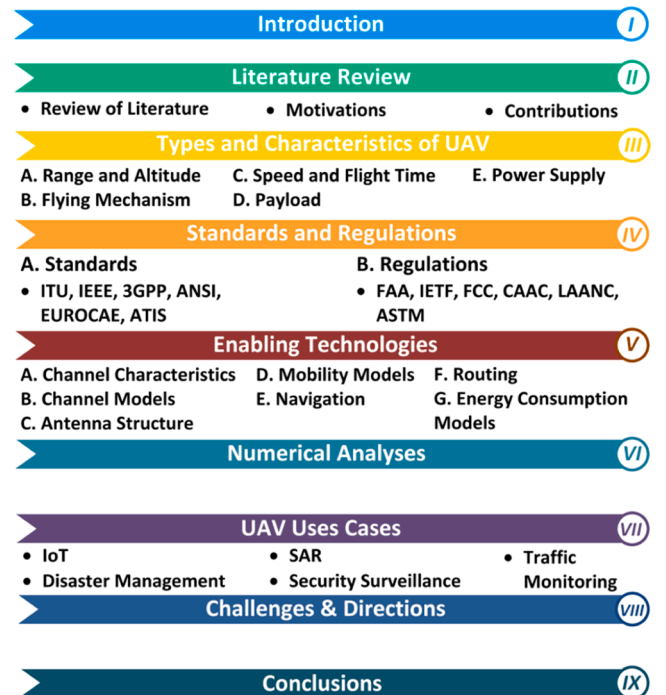 Introduction I
Literature Review II
• Review of Literature • Motivations • Contributions
Types and Characteristics of UAV III
A. Range and Altitude C. Speed and Flight Time E. Power Supply
B. Flying Mechanism D. Payload
Standards and Regulations IV
A. Standards B. Regulations
• ITU, IEEE, 3GPP, ANSI, • FAA, IETF, FCC, CAAC, LAANC,
EUROCAE, ATIS ASTM
Enabling Technologies V
A. Channel Characteristics D. Mobility Models F. Routing
B. Channel Models E. Navigation G. Energy Consumption
C. Antenna Structure Models
Numerical Analyses VI
UAV Uses Cases VII
• IoT • SAR • Traffic
• Disaster Management • Security Surveillance Monitoring
Challenges & Directions VIII
Conclusions IX